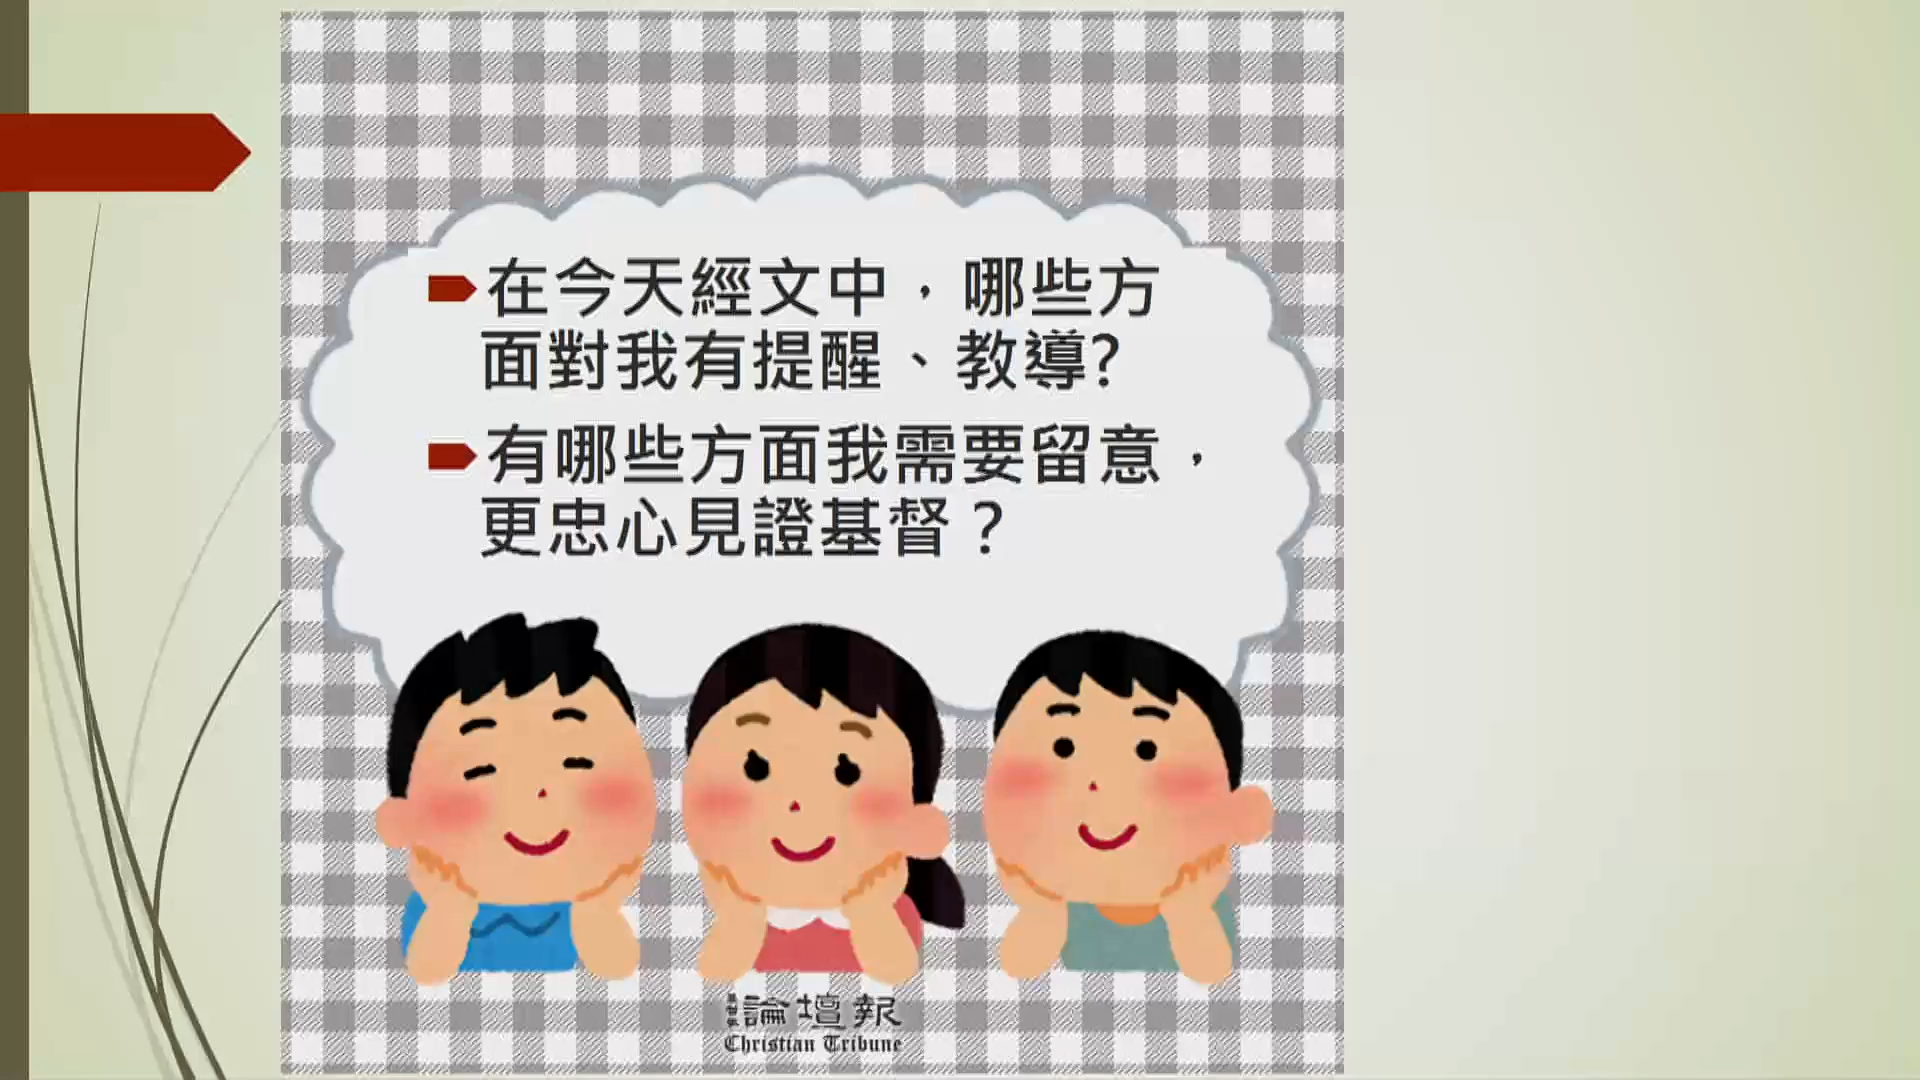 在今天經文中，哪些方
面對我有提醒、教導?
有哪些方面我需要留意，
更忠心見證基督？
論壇報
Christian Tribune